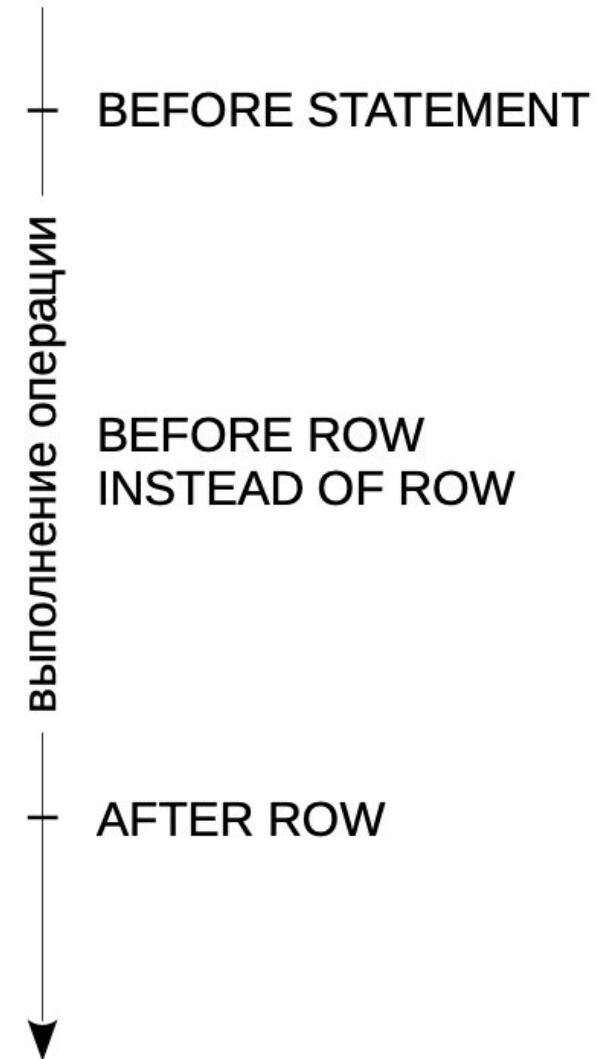 BEFORE STATEMENT
выполнение операции
BEFORE ROW
INSTEAD OF ROW
AFTER ROW